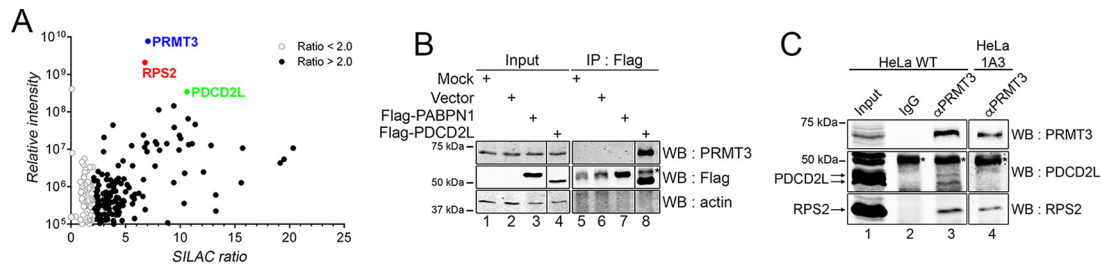 A
Relative intensity
10^10
10^9
10^8
10^7
10^6
10^5
PRMT3
RPS2
PDCD2L
Ratio < 2.0
Ratio > 2.0
0 5 10 15 20 25
SILAC ratio
B
Input IP : Flag
Mock + +
Vector + +
Flag-PABPN1 + +
Flag-PDCD2L + +
75 kDa WB : PRMT3
50 kDa * WB : Flag
37 kDa WB : actin
1 2 3 4 5 6 7 8
C
HeLa WT HeLa 1A3
Input IgG αPRMT3 αPRMT3
75 kDa WB : PRMT3
50 kDa * * * WB : PDCD2L
PDCD2L
RPS2 WB : RPS2
1 2 3 4